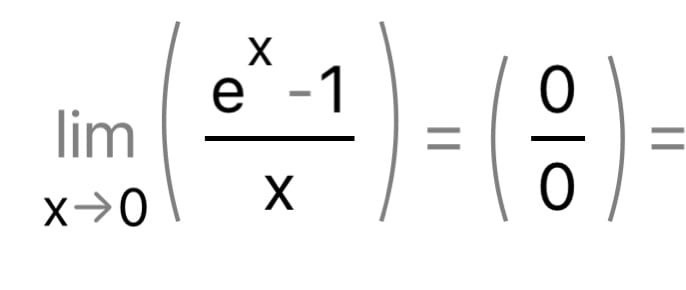 lim x→0 ( (e^x -1) / x ) = ( 0 / 0 ) =